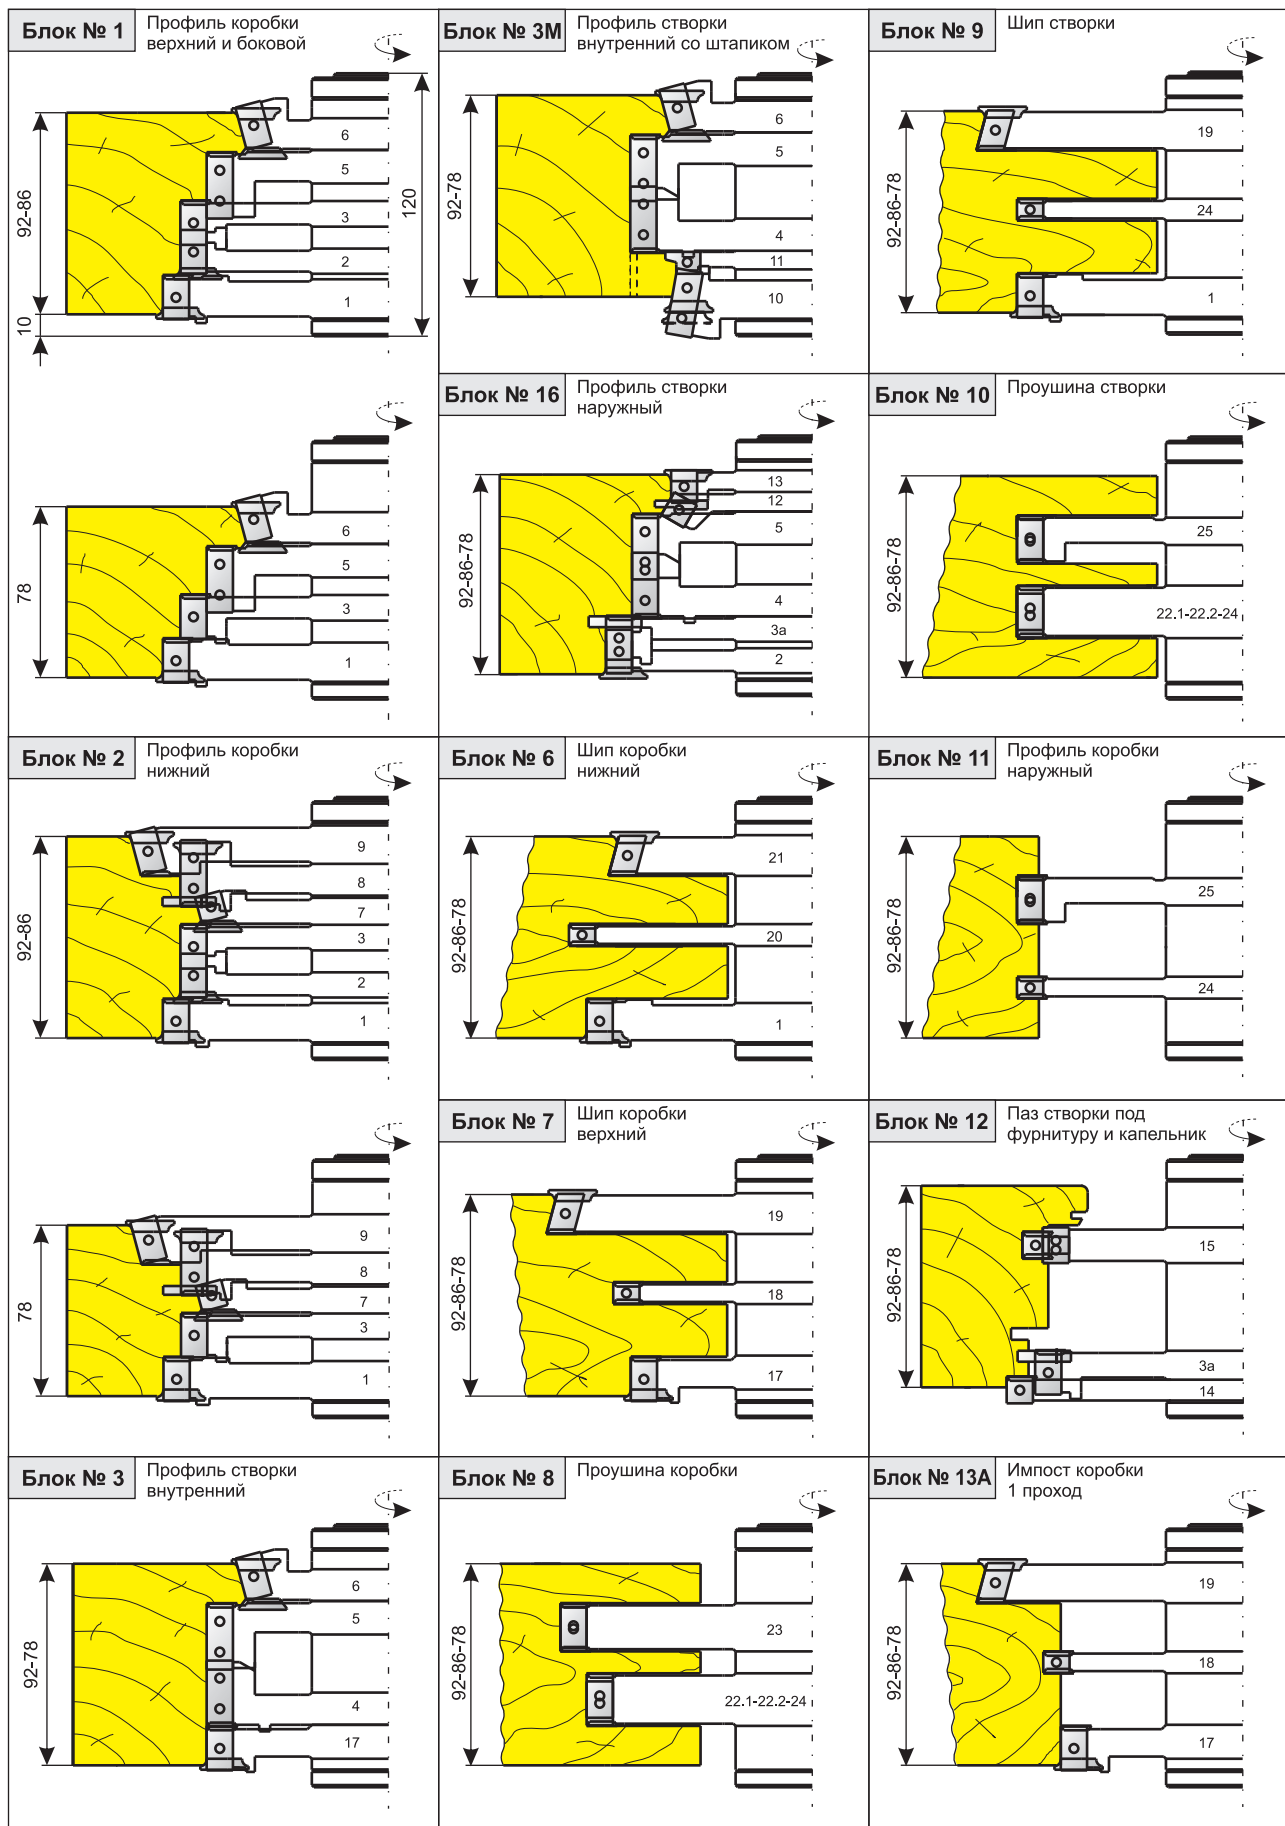 Блок № 1
Профиль коробки
верхний и боковой
92-86
10
120
6
5
3
2
1
78
6
5
3
1
Блок № 3М
Профиль створки
внутренний со штапиком
92-78
6
5
4
11
10
Блок № 9
Шип створки
92-86-78
19
24
1
Блок № 16
Профиль створки
наружный
92-86-78
13
12
5
4
3а
2
Блок № 10
Проушина створки
92-86-78
25
22.1-22.2-24
Блок № 2
Профиль коробки
нижний
92-86
9
8
7
3
2
1
78
9
8
7
3
1
Блок № 6
Шип коробки
нижний
92-86-78
21
20
1
Блок № 11
Профиль коробки
наружный
92-86-78
25
24
Блок № 7
Шип коробки
верхний
92-86-78
19
18
17
Блок № 12
Паз створки под
фурнитуру и капельник
92-86-78
15
3а
14
Блок № 3
Профиль створки
внутренний
92-78
6
5
4
17
Блок № 8
Проушина коробки
92-86-78
23
22.1-22.2-24
Блок № 13А
Импост коробки
1 проход
92-86-78
19
18
17